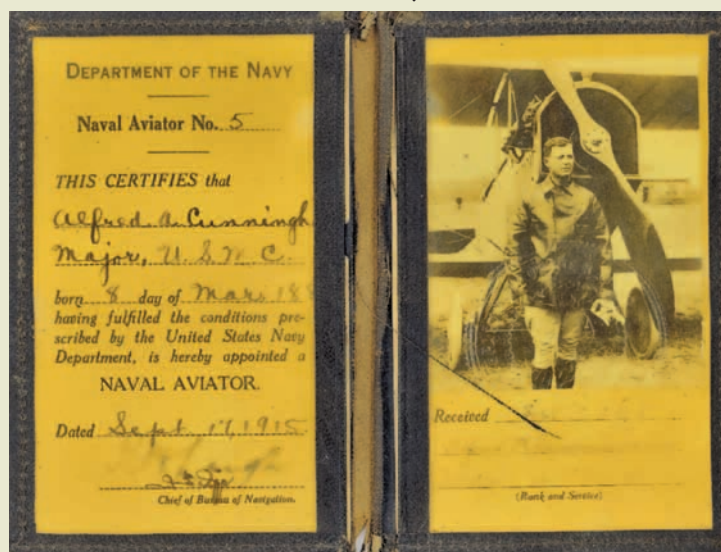 DEPARTMENT OF THE NAVY
Naval Aviator No. 5
THIS CERTIFIES that
Alfred. A. Cunningh
Major, U.S.M.C.
born 8 day of Mar. 188
having fulfilled the conditions pre-
scribed by the United States Navy
Department, is hereby appointed a
NAVAL AVIATOR.
Dated Sept. 17, 1915
Chief of Bureau of Navigation.
Received
(Rank and Service)